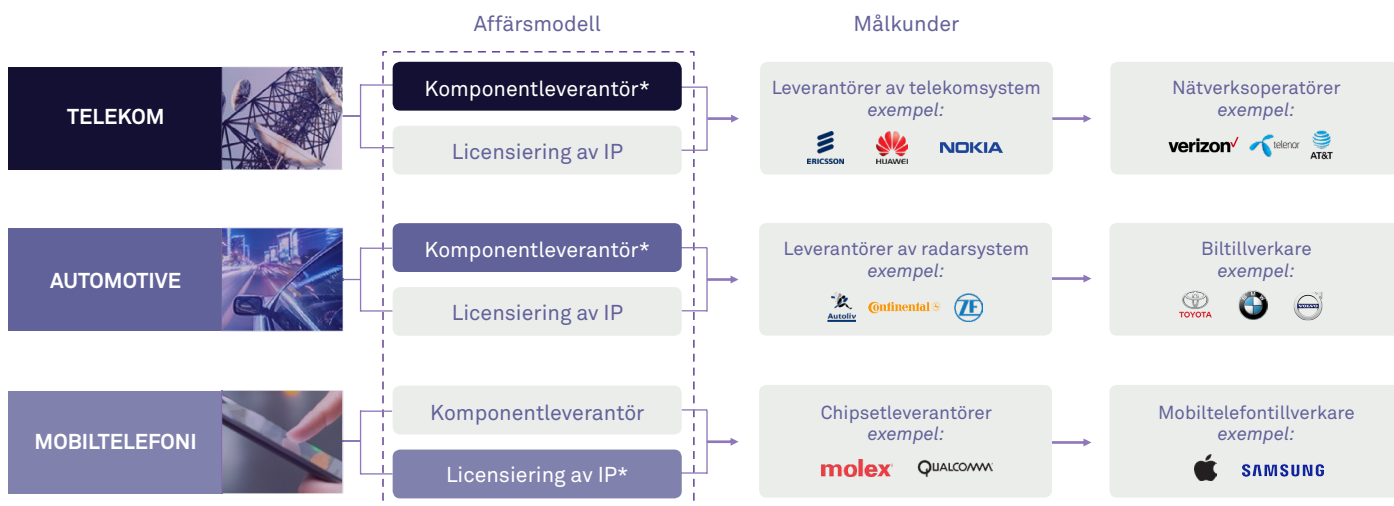 Affärsmodell
Målkunder
TELEKOM
Komponentleverantör*
Licensiering av IP
Leverantörer av telekomsystem
exempel:
ERICSSON
HUAWEI
NOKIA
Nätverksoperatörer
exempel:
verizon
telenor
AT&T
AUTOMOTIVE
Komponentleverantör*
Licensiering av IP
Leverantörer av radarsystem
exempel:
Autoliv
Continental
ZF
Biltillverkare
exempel:
TOYOTA
BMW
VOLVO
MOBILTELEFONI
Komponentleverantör
Licensiering av IP*
Chipsetleverantörer
exempel:
molex
QUALCOMM
Mobiltelefontillverkare
exempel:
SAMSUNG